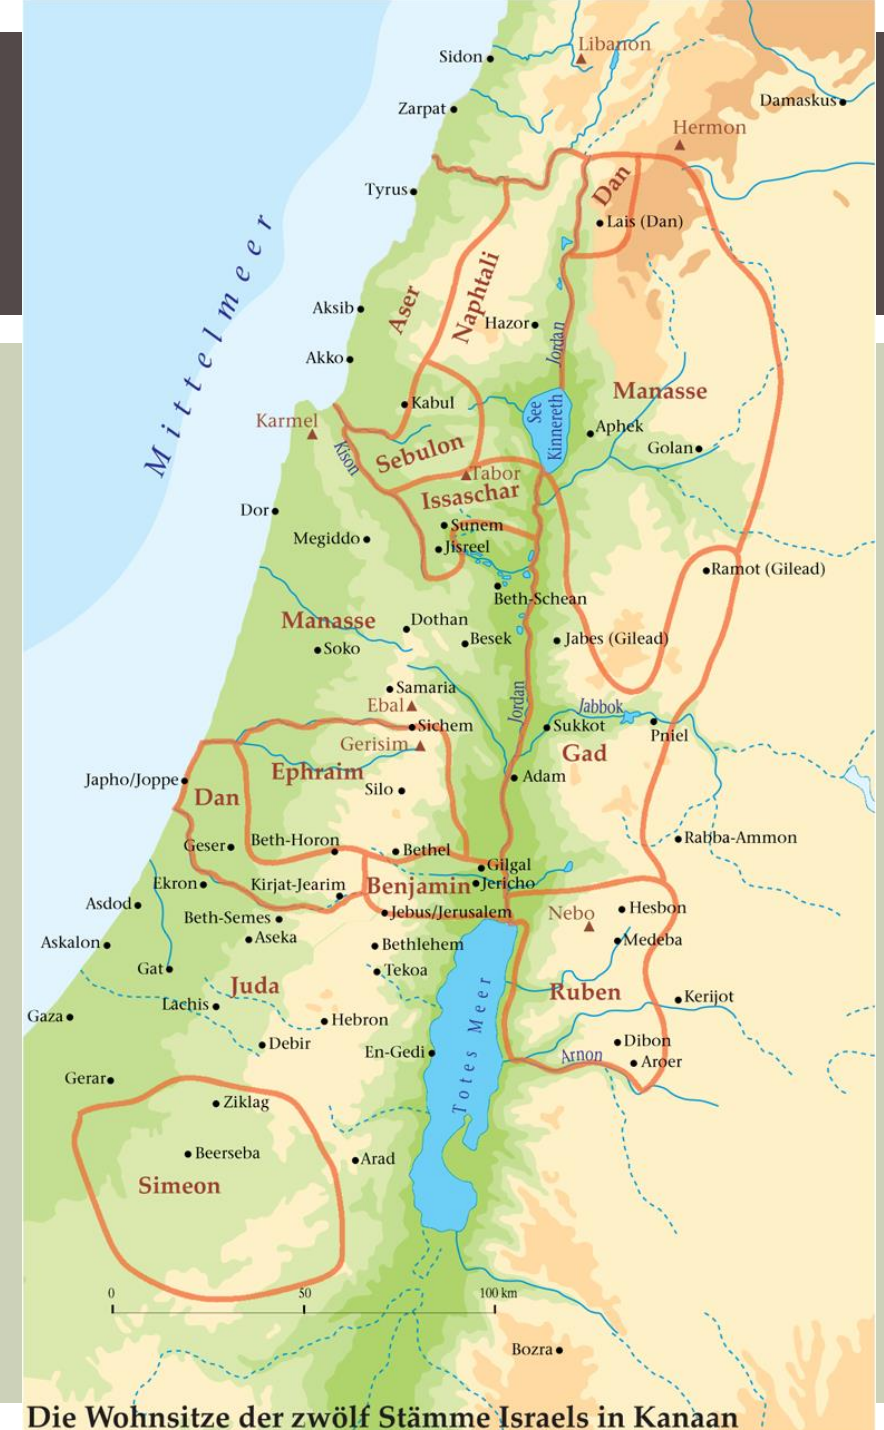 Libanon
Sidon
Damaskus
Zarpat
Hermon
Tyrus
Dan
Lais (Dan)
Mittelmeer
Aser
Naphtali
Aksib
Hazor
Jordan
Akko
Manasse
Kabul
See
Kinnereth
Karmel
Aphek
Kison
Sebulon
Golan
Tabor
Issaschar
Dor
Sunem
Megiddo
Jisreel
Ramot (Gilead)
Beth-Schean
Manasse
Dothan
Besek
Jabes (Gilead)
Soko
Samaria
Ebal
Jordan
Jabbok
Sichem
Sukkot
Pniel
Gerisim
Gad
Ephraim
Japho/Joppe
Adam
Silo
Dan
Geser
Beth-Horon
Bethel
Rabba-Ammon
Gilgal
Ekron
Kirjat-Jearim
Benjamin
Jericho
Asdod
Beth-Semes
Jebus/Jerusalem
Nebo
Hesbon
Askalon
Aseka
Bethlehem
Medeba
Gat
Tekoa
Juda
Ruben
Lachis
Kerijot
Gaza
Hebron
Totes Meer
Debir
En-Gedi
Dibon
Arnon
Aroer
Gerar
Ziklag
Beerseba
Arad
Simeon
0 50 100 km
Bozra
Die Wohnsitze der zwölf Stämme Israels in Kanaan